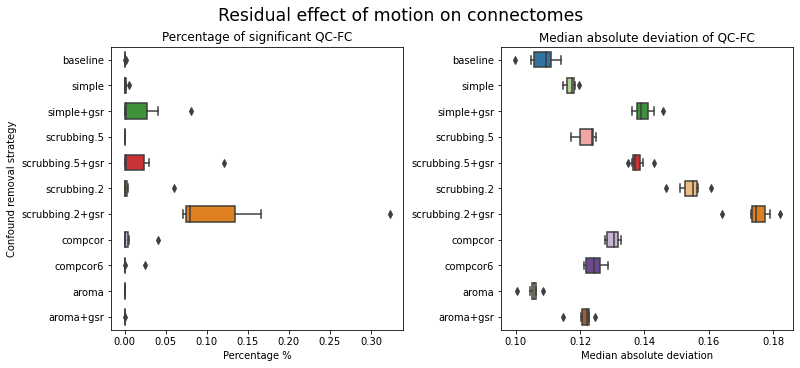 Residual effect of motion on connectomes
Percentage of significant QC-FC
Confound removal strategy
baseline
simple
simple+gsr
scrubbing.5
scrubbing.5+gsr
scrubbing.2
scrubbing.2+gsr
compcor
compcor6
aroma
aroma+gsr
0.00 0.05 0.10 0.15 0.20 0.25 0.30
Percentage %
Median absolute deviation of QC-FC
baseline
simple
simple+gsr
scrubbing.5
scrubbing.5+gsr
scrubbing.2
scrubbing.2+gsr
compcor
compcor6
aroma
aroma+gsr
0.10 0.12 0.14 0.16 0.18
Median absolute deviation